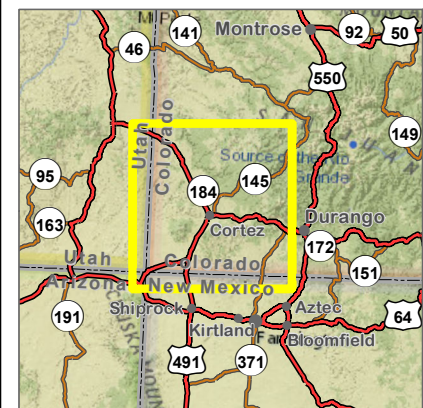 Montrose
141
92
50
46
550
149
Utah
Colorado
Source of the Rio
Grande
JUAN
95
184
145
163
Cortez
Durango
172
Utah
Colorado
151
Arizona
New Mexico
Shiprock
Aztec
191
Kirtland
64
Bloomfield
491
371